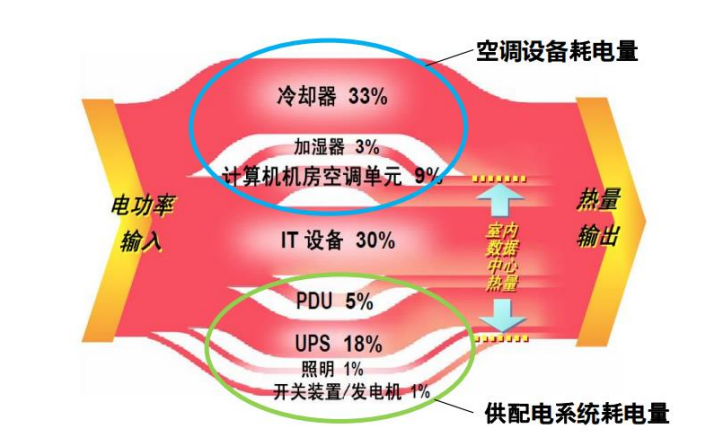 空调设备耗电量
冷却器 33%
加湿器 3%
计算机机房空调单元 9%
电功率
输入
IT 设备 30%
室内
数据
中心
热量
热量
输出
PDU 5%
UPS 18%
照明 1%
开关装置/发电机 1%
供配电系统耗电量